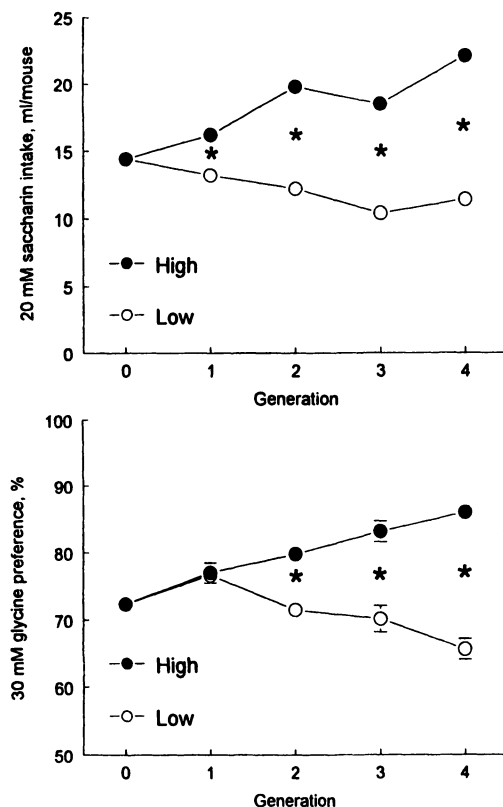 25
20
15
10
5
0
20 mM saccharin intake, ml/mouse
* * * *
High
Low
0 1 2 3 4
Generation
100
90
80
70
60
50
30 mM glycine preference, %
* * *
High
Low
0 1 2 3 4
Generation